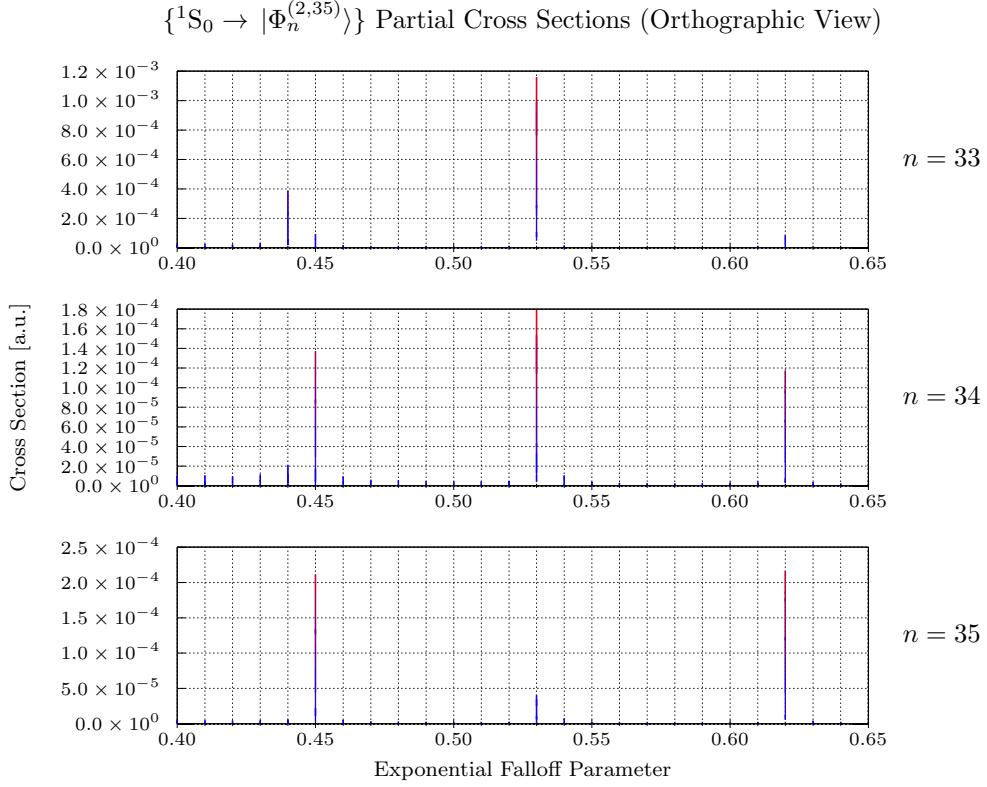 {¹S₀ → |Φₙ⁽²,³⁵⁾⟩} Partial Cross Sections (Orthographic View)
1.2 × 10⁻³
1.0 × 10⁻³
8.0 × 10⁻⁴
6.0 × 10⁻⁴
4.0 × 10⁻⁴
2.0 × 10⁻⁴
0.0 × 10⁰
0.40 0.45 0.50 0.55 0.60 0.65
n = 33
Cross Section [a.u.]
1.8 × 10⁻⁴
1.6 × 10⁻⁴
1.4 × 10⁻⁴
1.2 × 10⁻⁴
1.0 × 10⁻⁴
8.0 × 10⁻⁵
6.0 × 10⁻⁵
4.0 × 10⁻⁵
2.0 × 10⁻⁵
0.0 × 10⁰
0.40 0.45 0.50 0.55 0.60 0.65
n = 34
2.5 × 10⁻⁴
2.0 × 10⁻⁴
1.5 × 10⁻⁴
1.0 × 10⁻⁴
5.0 × 10⁻⁵
0.0 × 10⁰
0.40 0.45 0.50 0.55 0.60 0.65
n = 35
Exponential Falloff Parameter